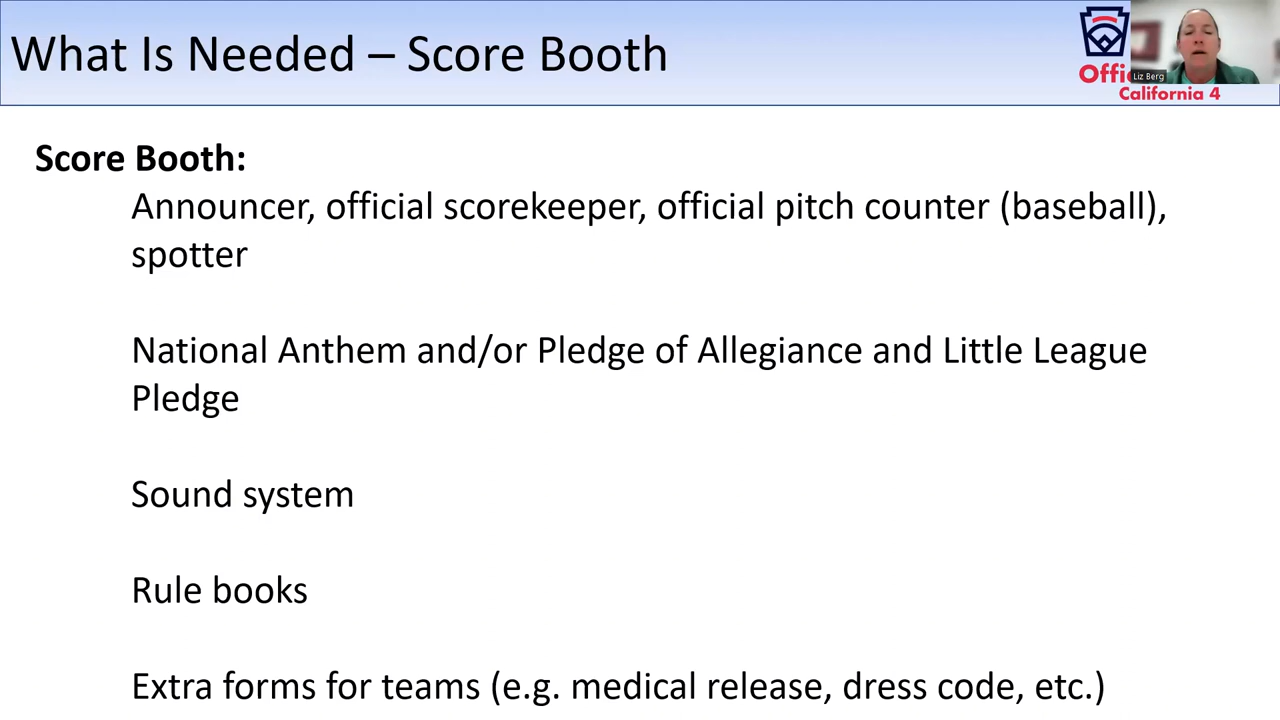 What Is Needed – Score Booth
Offi
Liz Berg
California 4
Score Booth:
Announcer, official scorekeeper, official pitch counter (baseball),
spotter
National Anthem and/or Pledge of Allegiance and Little League
Pledge
Sound system
Rule books
Extra forms for teams (e.g. medical release, dress code, etc.)